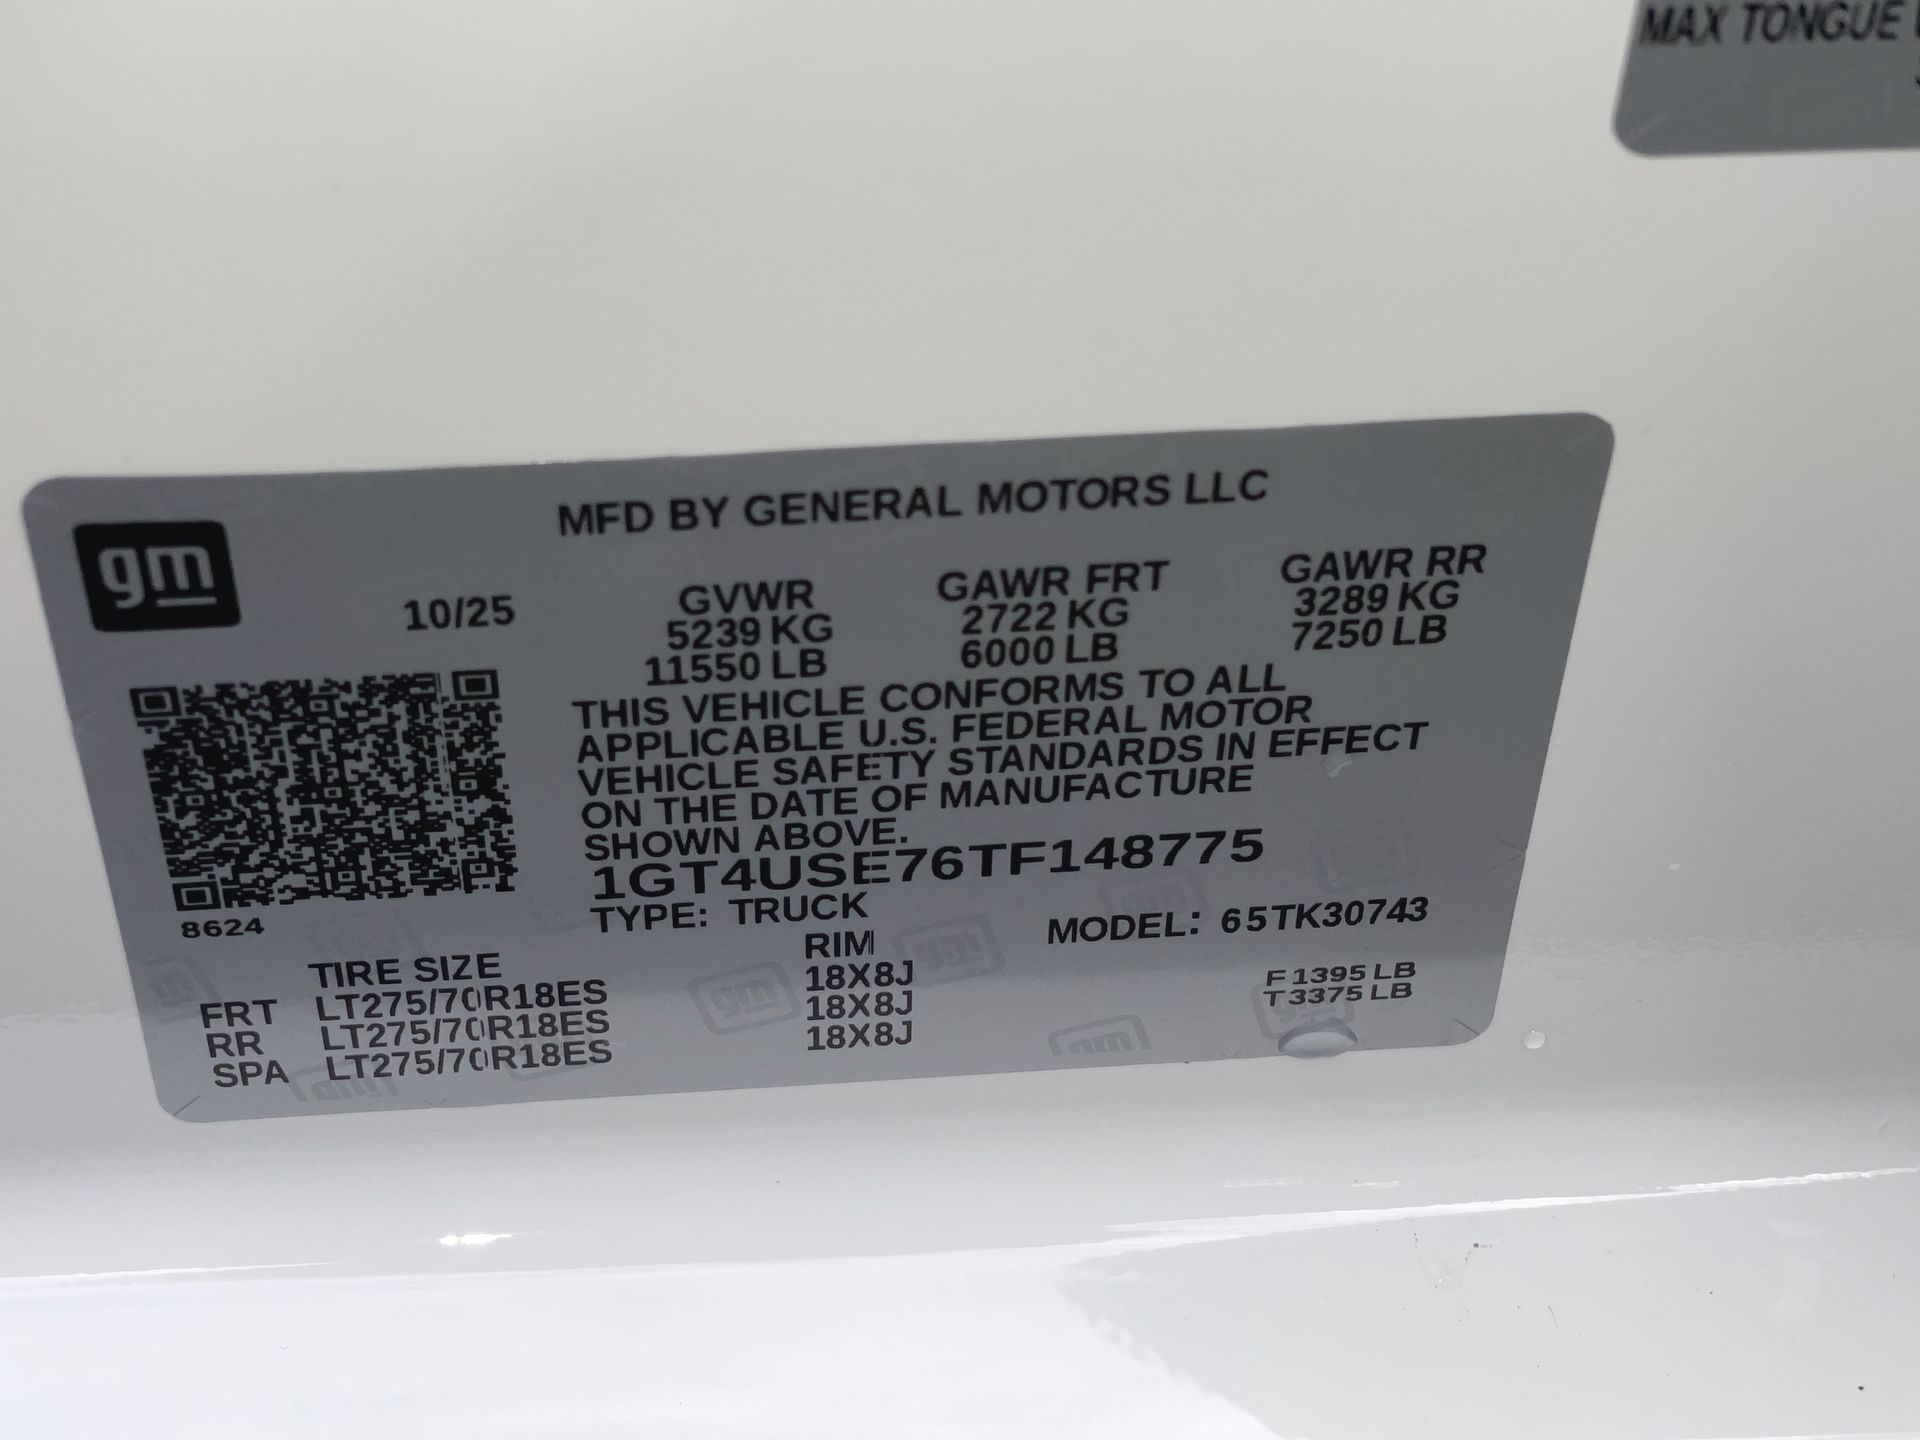 MAX TONGUE
gm
MFD BY GENERAL MOTORS LLC
10/25
GVWR
5239 KG
11550 LB
GAWR FRT
2722 KG
6000 LB
GAWR RR
3289 KG
7250 LB
THIS VEHICLE CONFORMS TO ALL
APPLICABLE U.S. FEDERAL MOTOR
VEHICLE SAFETY STANDARDS IN EFFECT
ON THE DATE OF MANUFACTURE
SHOWN ABOVE.
1GT4USE76TF148775
TYPE: TRUCK
MODEL: 65TK30743
8624
TIRE SIZE RIM
FRT LT275/70R18ES 18X8J
RR LT275/70R18ES 18X8J
SPA LT275/70R18ES 18X8J
F 1395 LB
T 3375 LB